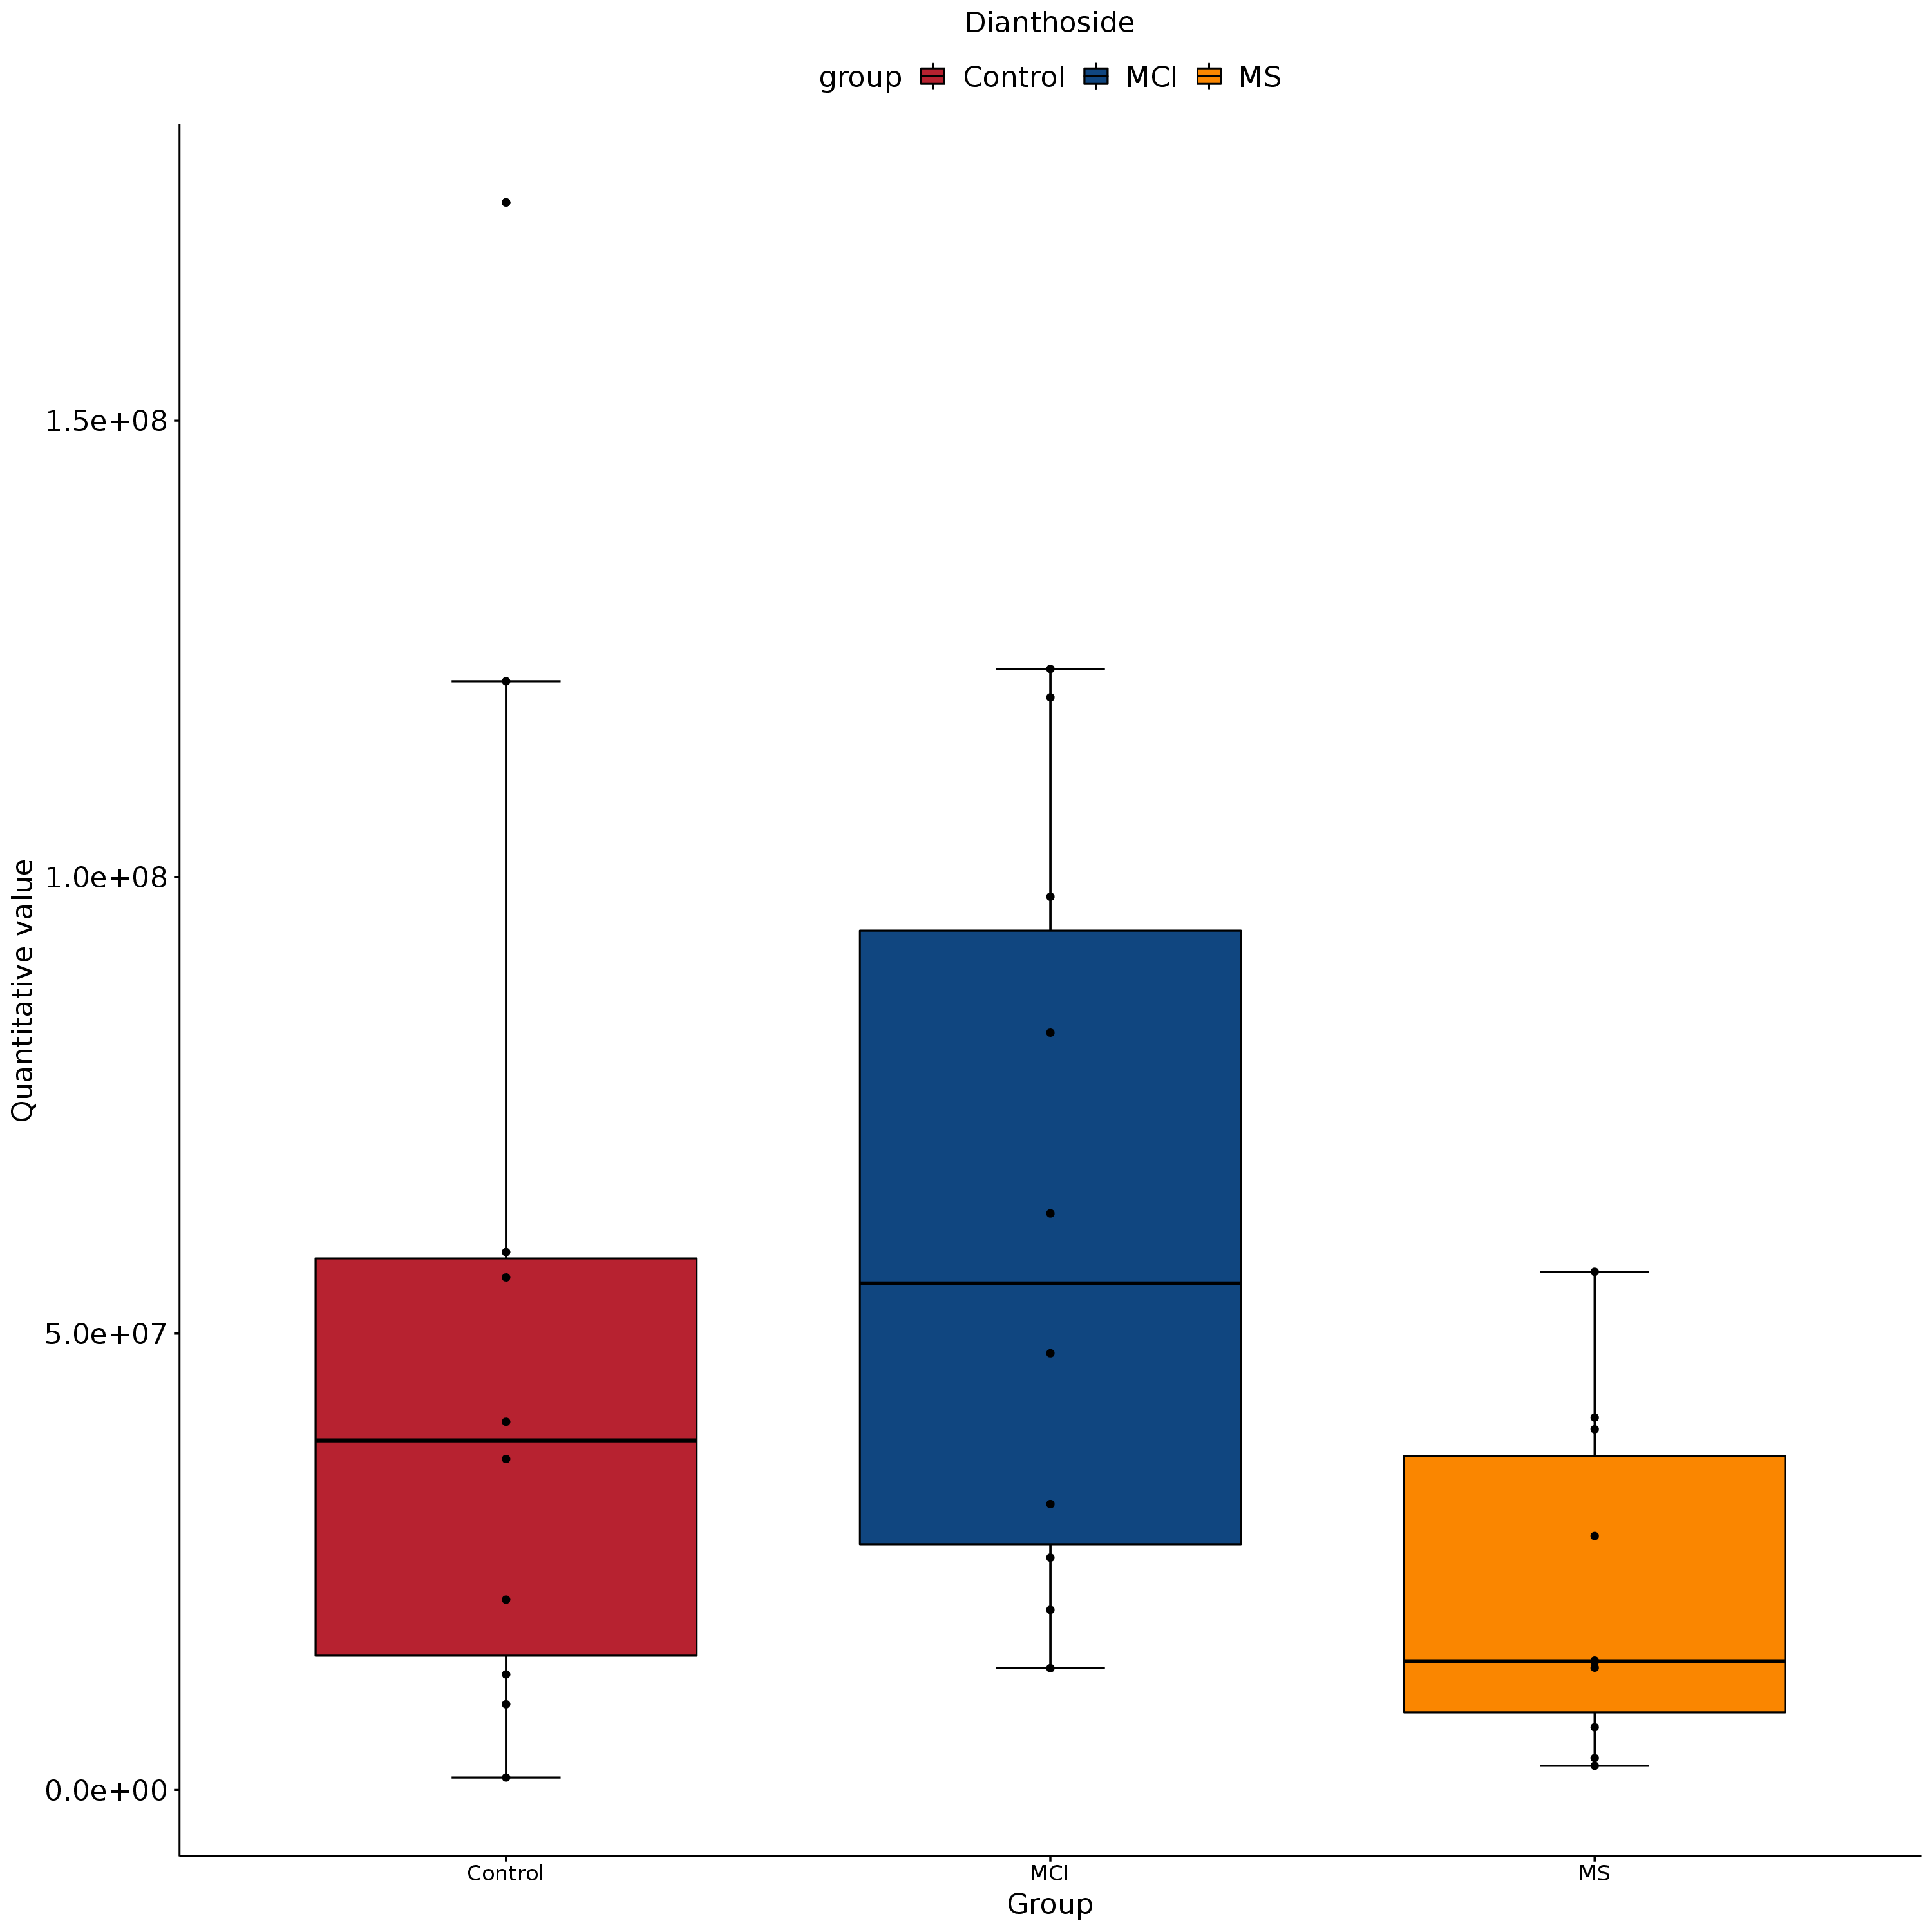 Dianthoside
group Control MCI MS
Quantitative value
1.5e+08
1.0e+08
5.0e+07
0.0e+00
Control MCI MS
Group